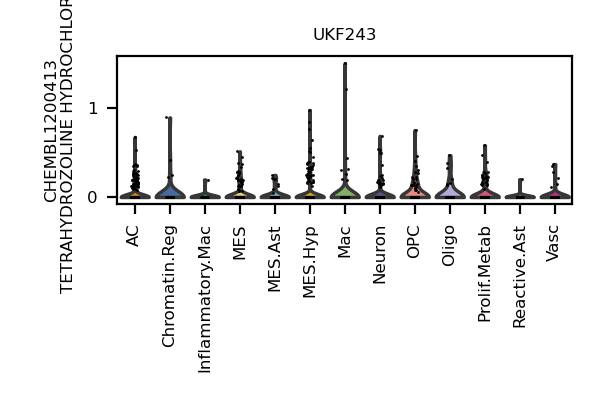 UKF243
CHEMBL1200413
TETRAHYDROZOLINE HYDROCHLOR
1
0
AC
Chromatin.Reg
Inflammatory.Mac
MES
MES.Ast
MES.Hyp
Mac
Neuron
OPC
Oligo
Prolif.Metab
Reactive.Ast
Vasc